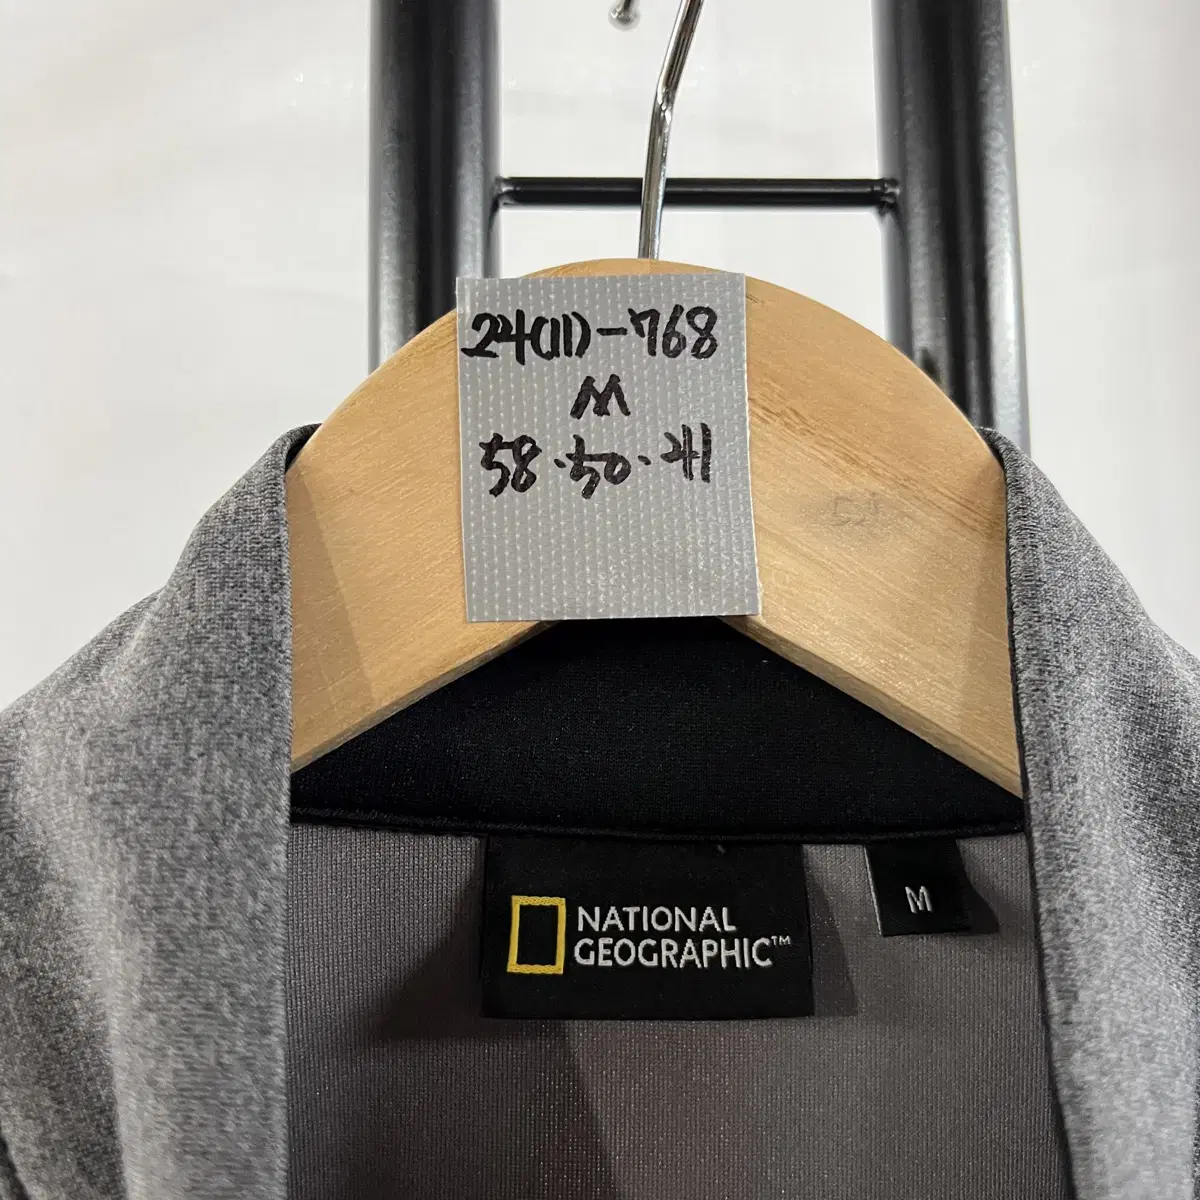 24(11)-768
M
58·50·41
NATIONAL
GEOGRAPHIC™
M